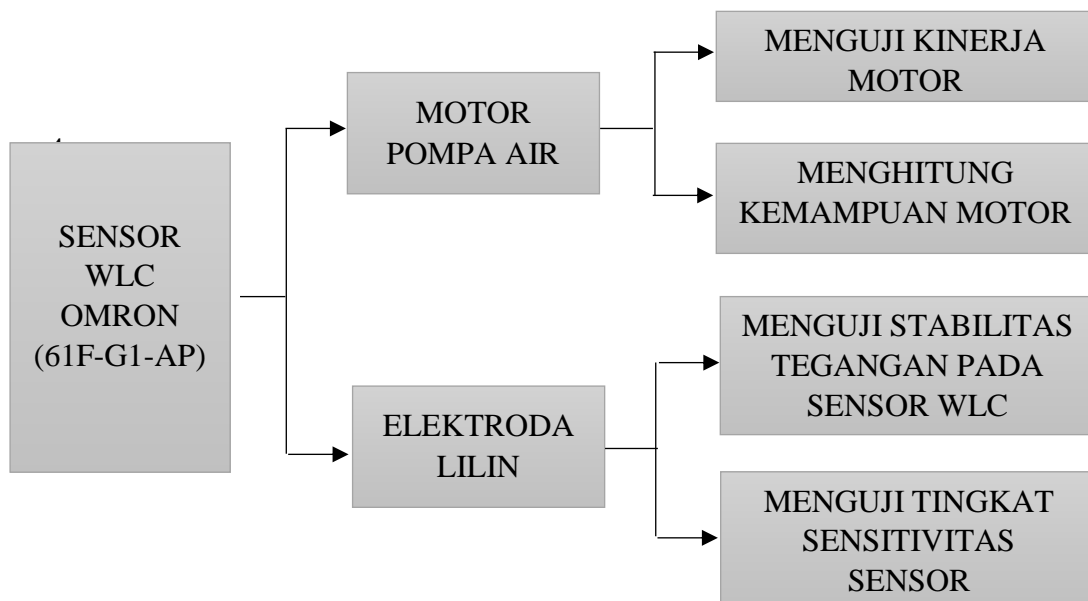 SENSOR
WLC
OMRON
(61F-G1-AP)
MOTOR
POMPA AIR
ELEKTRODA
LILIN
MENGUJI KINERJA
MOTOR
MENGHITUNG
KEMAMPUAN MOTOR
MENGUJI STABILITAS
TEGANGAN PADA
SENSOR WLC
MENGUJI TINGKAT
SENSITIVITAS
SENSOR